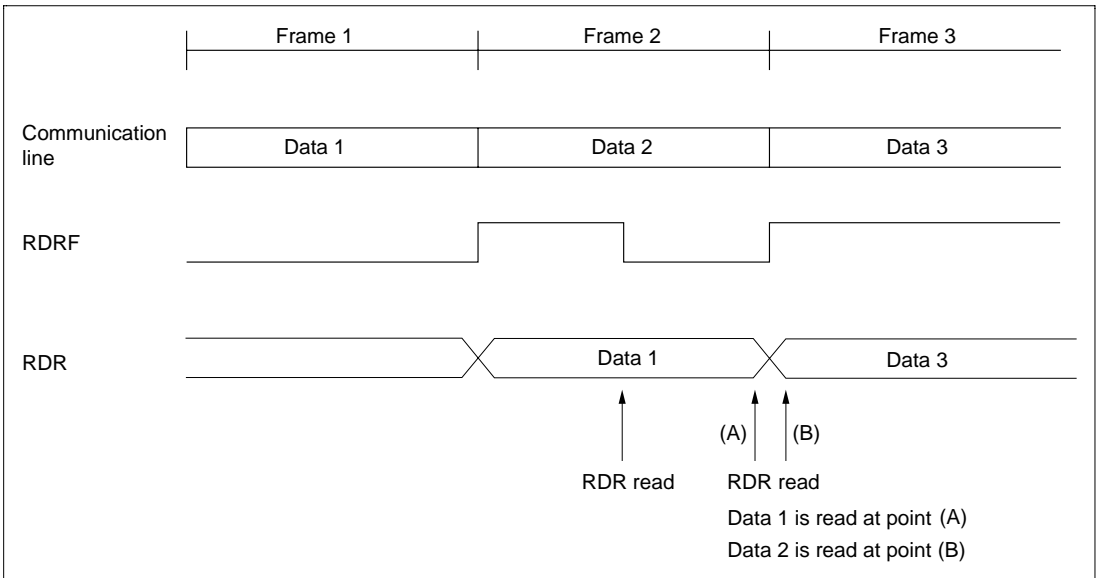 Frame 1
Frame 2
Frame 3
Communication
line
Data 1
Data 2
Data 3
RDRF
RDR
Data 1
Data 3
(A)
(B)
RDR read
RDR read
Data 1 is read at point (A)
Data 2 is read at point (B)